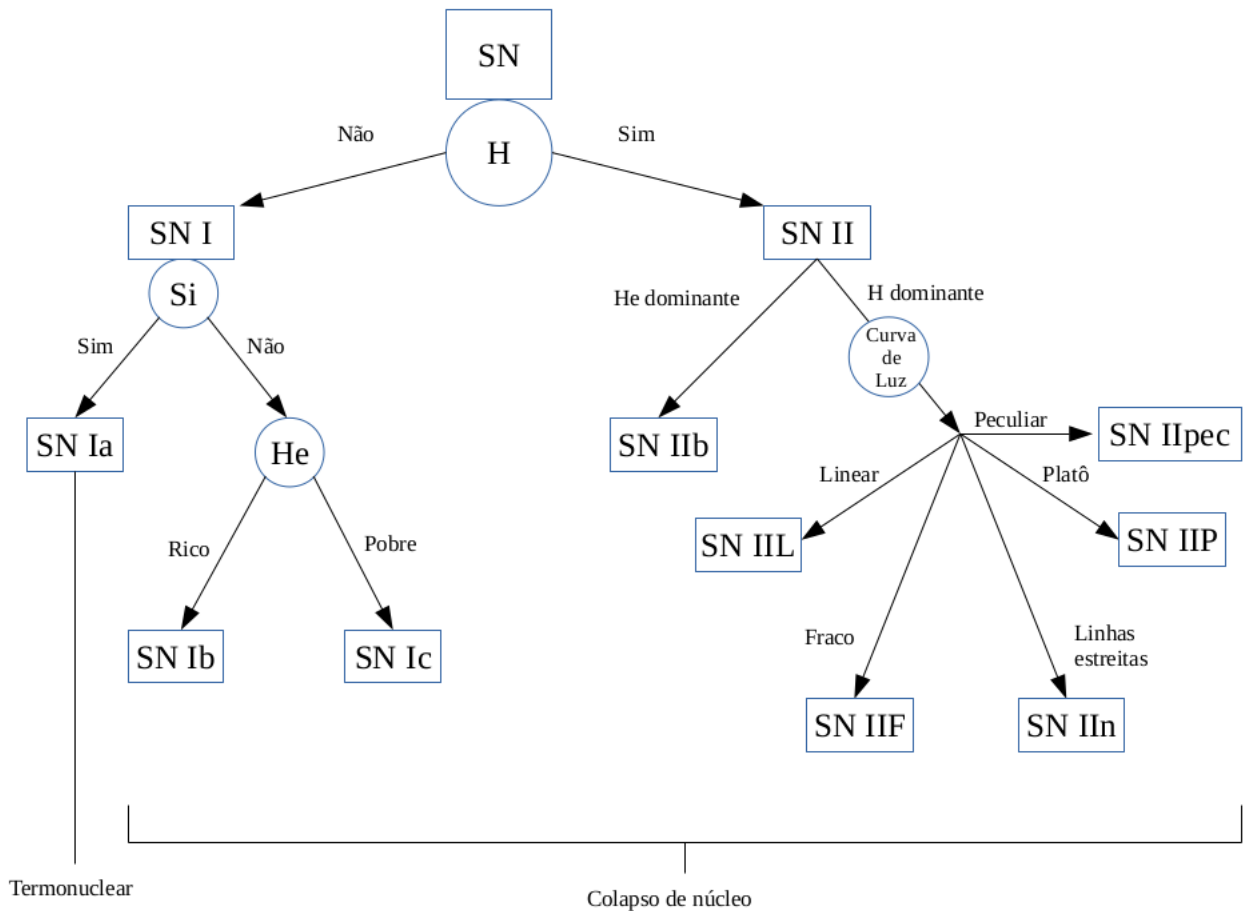 SN
Não
Sim
H
SN I
SN II
Si
He dominante
H dominante
Sim
Não
Curva
de
Luz
SN Ia
He
SN IIb
Peculiar
SN IIpec
Linear
Platô
Rico
Pobre
SN IIL
SN IIP
Fraco
Linhas
estreitas
SN Ib
SN Ic
SN IIF
SN IIn
Termonuclear
Colapso de núcleo